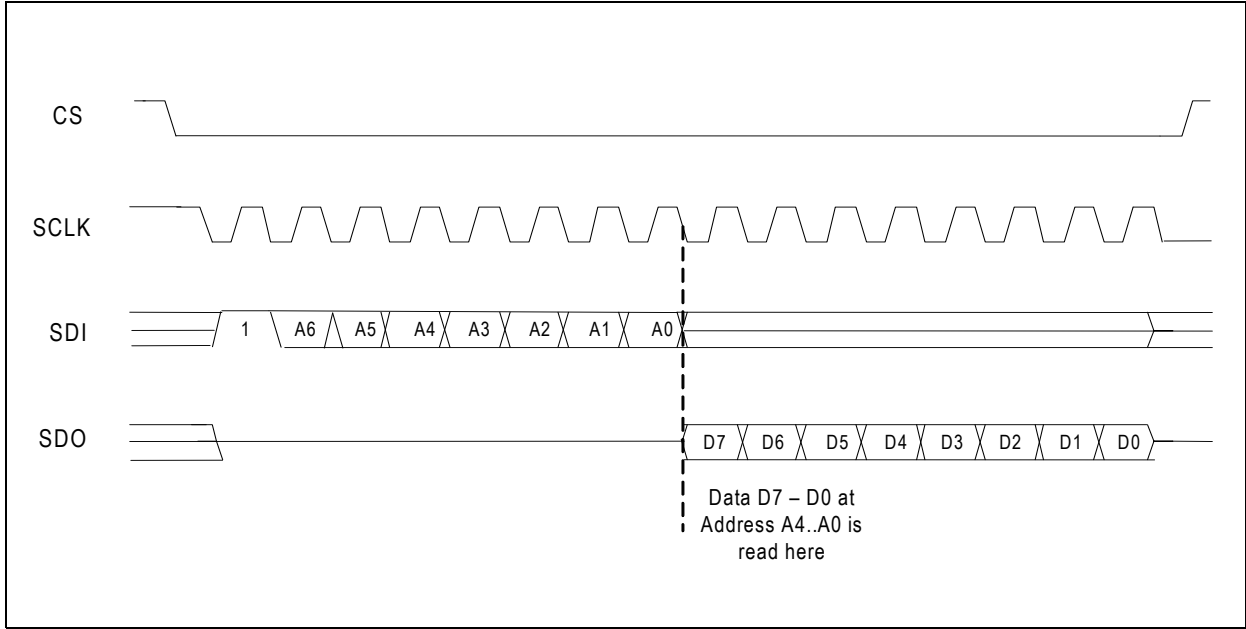 CS
SCLK
SDI 1 A6 A5 A4 A3 A2 A1 A0
SDO D7 D6 D5 D4 D3 D2 D1 D0
Data D7 – D0 at
Address A4..A0 is
read here